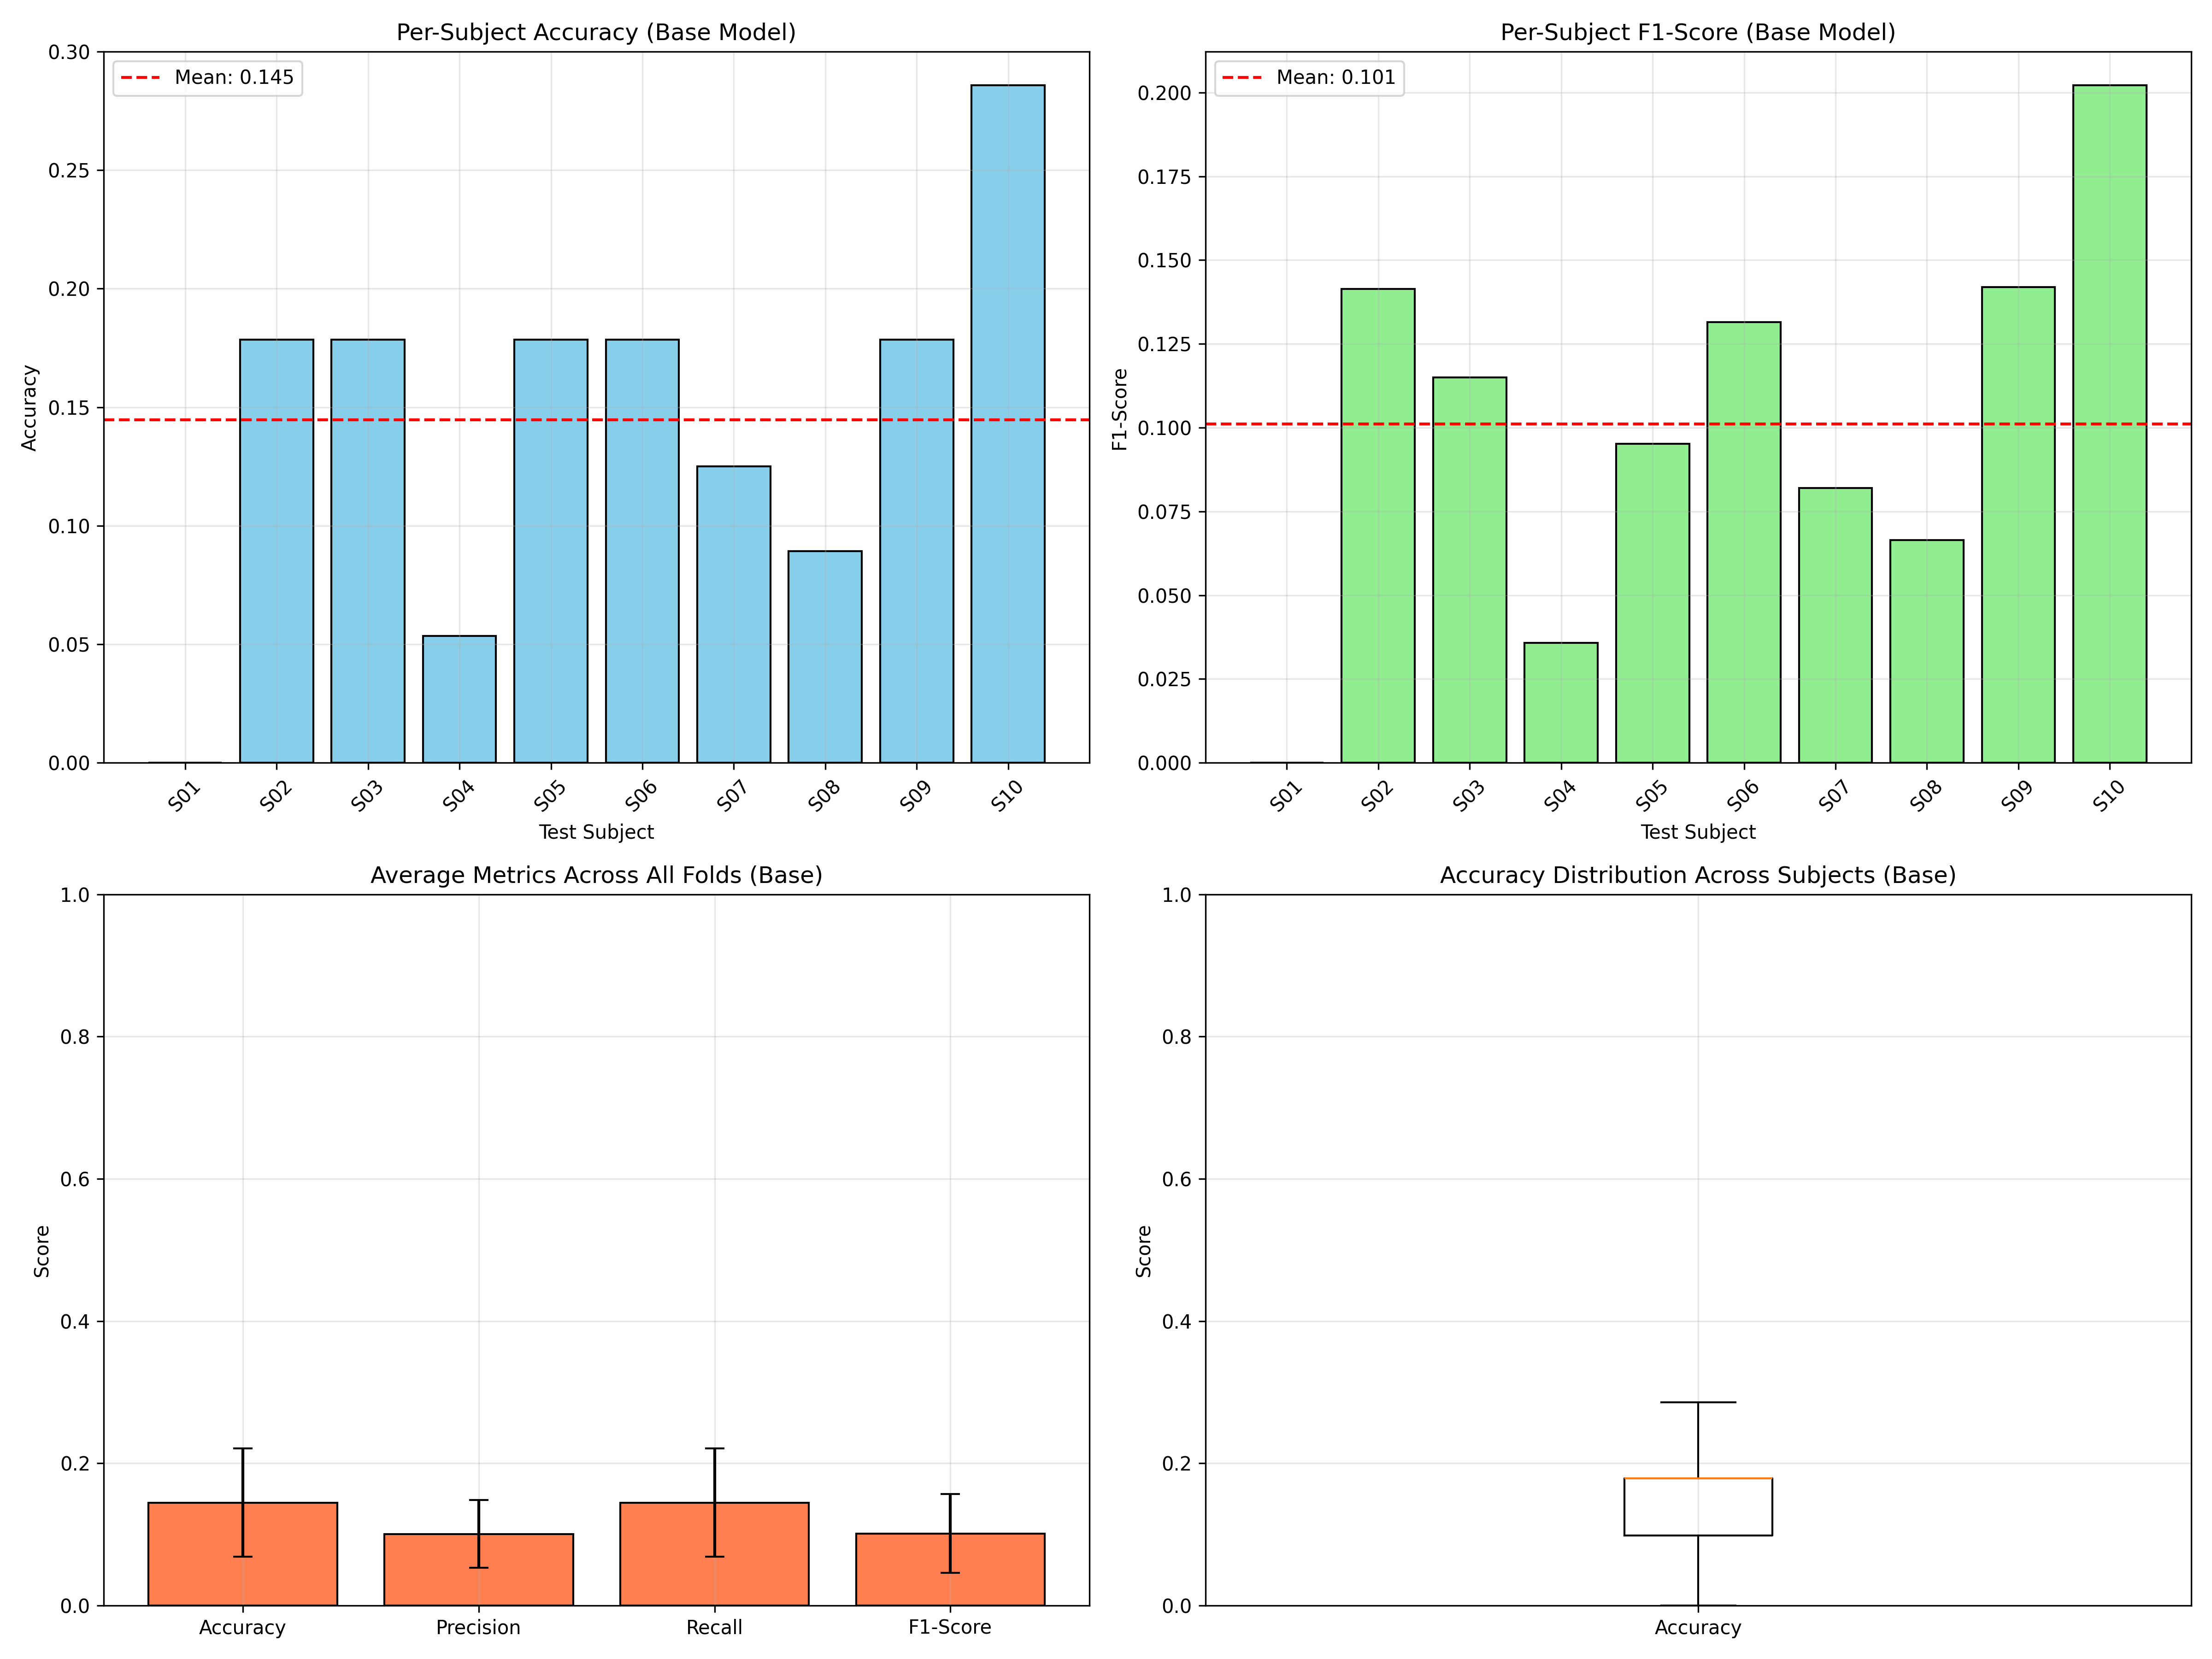 Per-Subject Accuracy (Base Model)
Mean: 0.145
0.30
0.25
0.20
0.15
0.10
0.05
0.00
Accuracy
S01 S02 S03 S04 S05 S06 S07 S08 S09 S10
Test Subject
Per-Subject F1-Score (Base Model)
Mean: 0.101
0.200
0.175
0.150
0.125
0.100
0.075
0.050
0.025
0.000
F1-Score
S01 S02 S03 S04 S05 S06 S07 S08 S09 S10
Test Subject
Average Metrics Across All Folds (Base)
1.0
0.8
0.6
0.4
0.2
0.0
Score
Accuracy Precision Recall F1-Score
Accuracy Distribution Across Subjects (Base)
1.0
0.8
0.6
0.4
0.2
0.0
Score
Accuracy